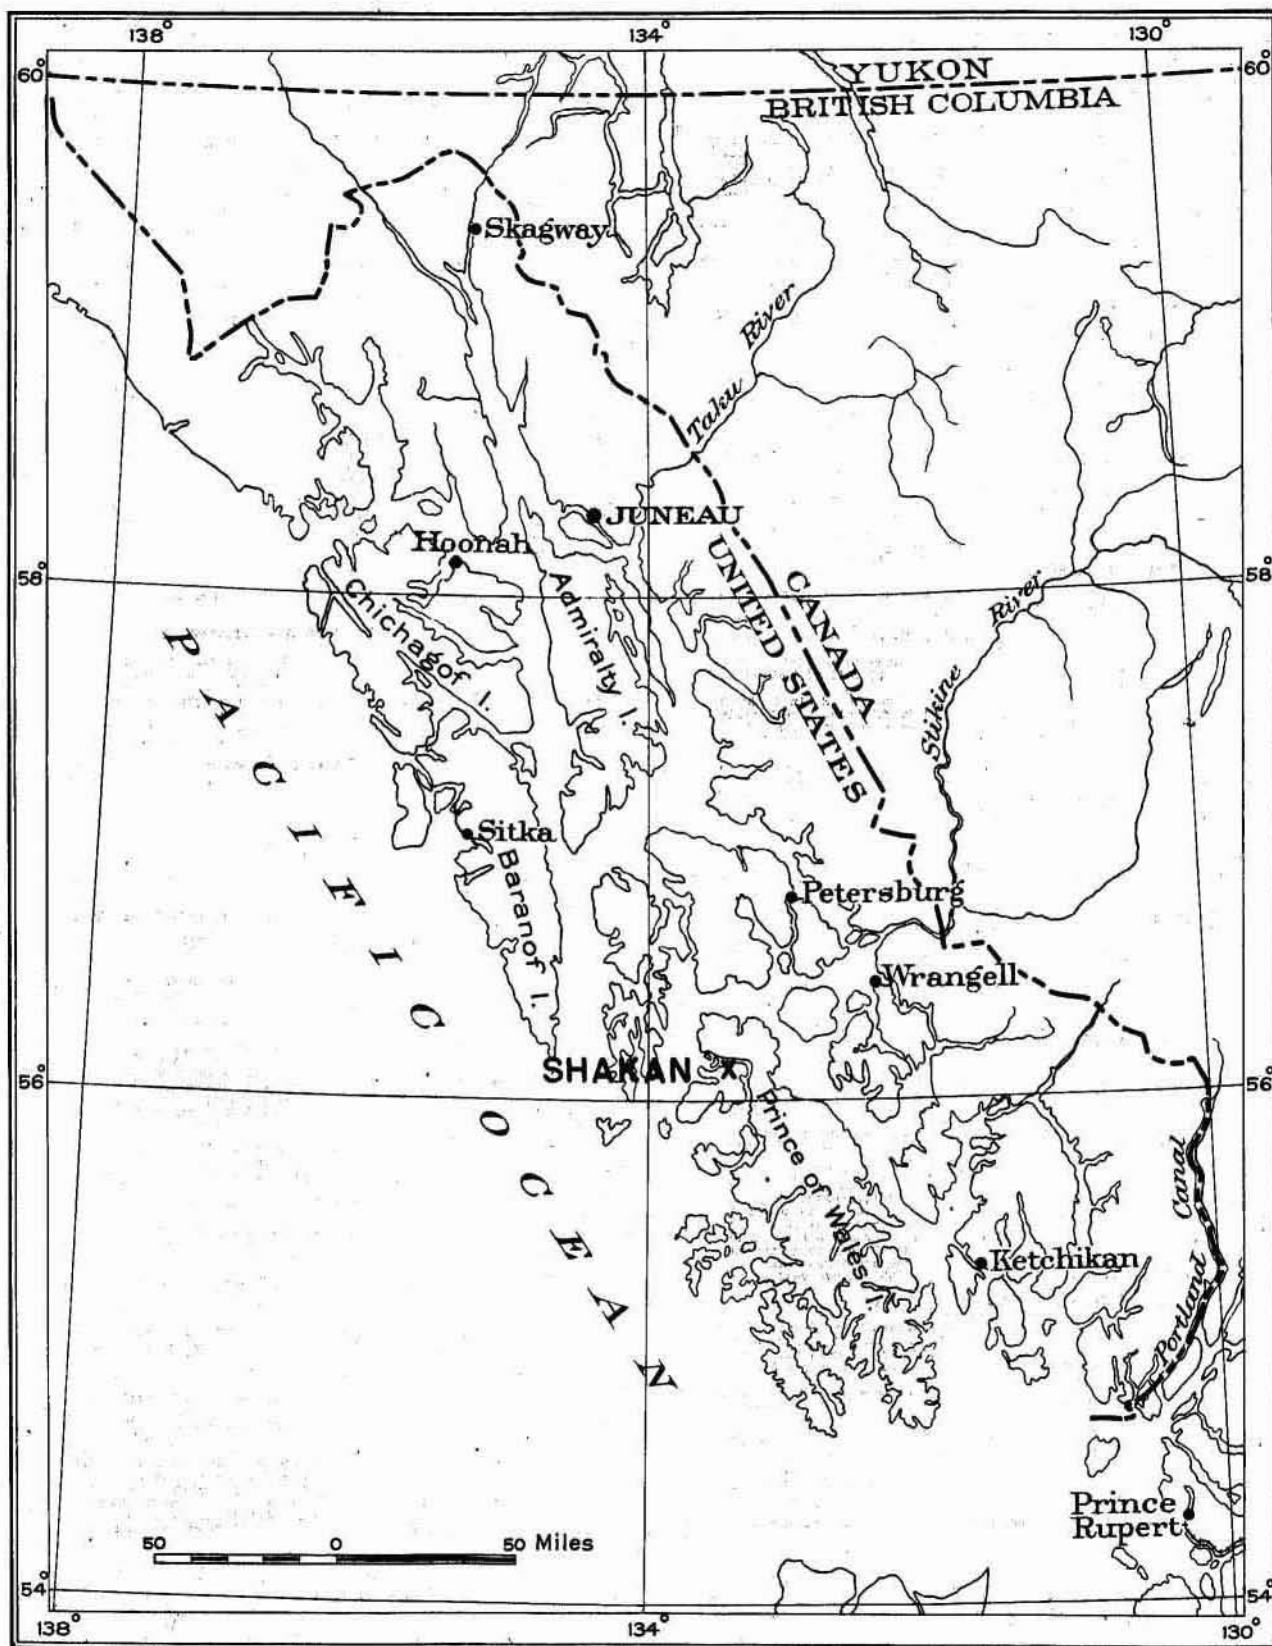 138°
134°
130°
60°
YUKON
60°
BRITISH COLUMBIA
Skagway
Taku River
JUNEAU
Hoonah
58°
58°
Chichagof I.
Admiralty I.
CANADA
UNITED STATES
Stikine River
PACIFIC OCEAN
Sitka
Baranof I.
Petersburg
Wrangell
SHAKAN X
56°
56°
Prince of Wales I.
Portland Canal
Ketchikan
Prince
Rupert
50 0 50 Miles
54°
54°
138°
134°
130°